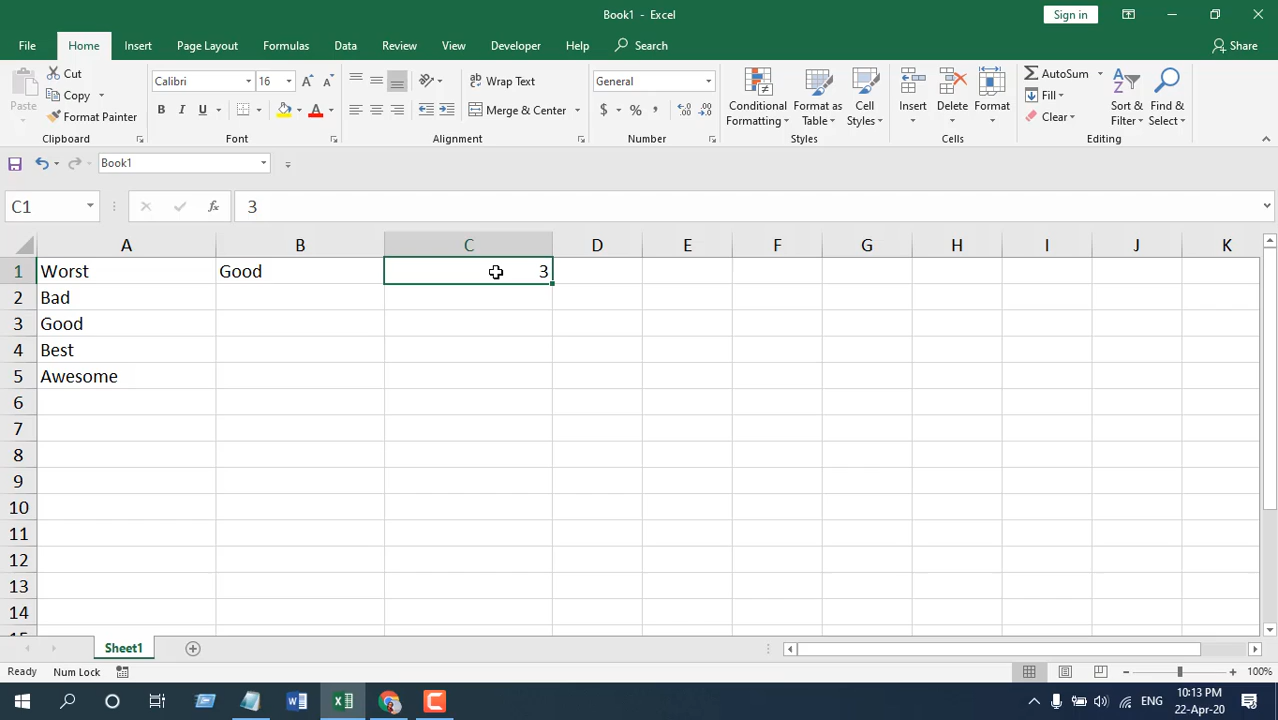 Book1 - Excel
Sign in
File Home Insert Page Layout Formulas Data Review View Developer Help Search Share
Paste
Cut
Copy
Format Painter
Clipboard
Calibri 16
A A
B I U A
Font
ab
Wrap Text
Merge & Center
Alignment
General
$ % , .00
Number
Conditional Formatting
Format as Table
Cell Styles
Styles
Insert
Delete
Format
Cells
AutoSum
Fill
Clear
Sort & Filter
Find & Select
Editing
Book1
C1 fx 3
A B C D E F G H I J K
1 Worst Good 3
2 Bad
3 Good
4 Best
5 Awesome
6
7
8
9
10
11
12
13
14
Sheet1
Ready Num Lock 100%
ENG
10:13 PM
22-Apr-20